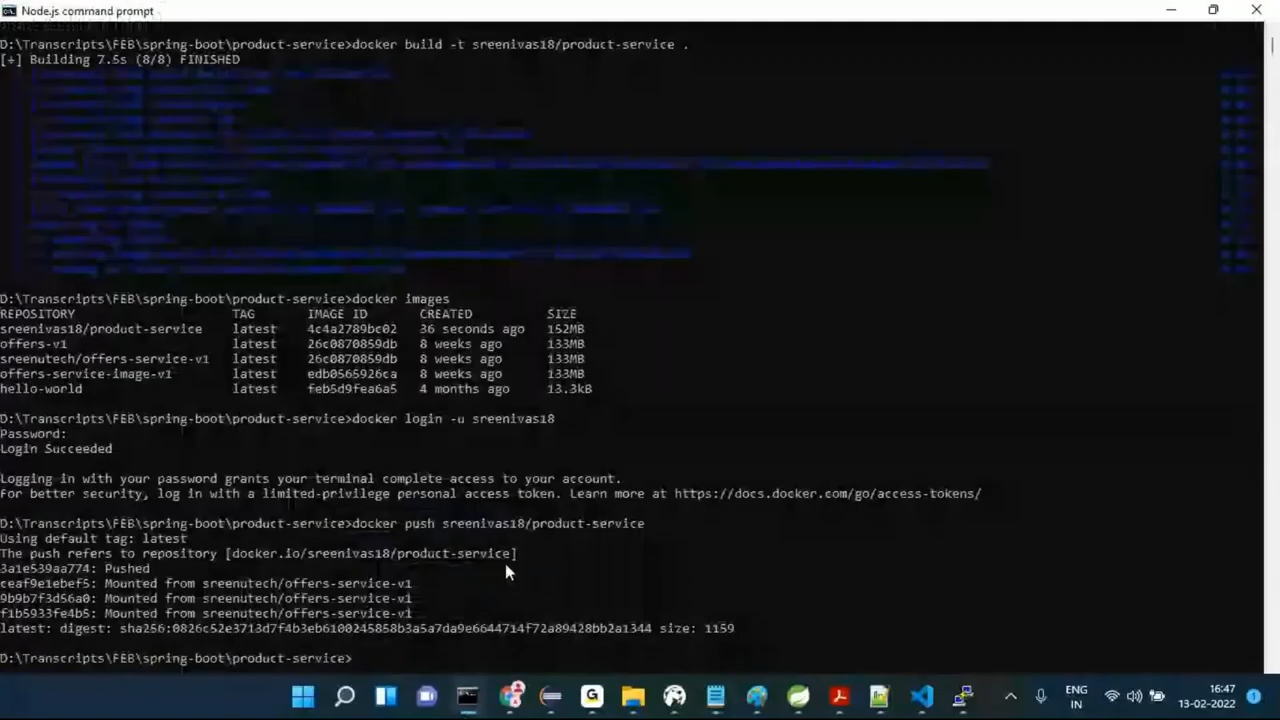 Node.js command prompt
D:\Transcripts\FEB\spring-boot\product-service>docker build -t sreenivas18/product-service .
[+] Building 7.5s (8/8) FINISHED
D:\Transcripts\FEB\spring-boot\product-service>docker images
REPOSITORY TAG IMAGE ID CREATED SIZE
sreenivas18/product-service latest 4c4a2789bc02 36 seconds ago 152MB
offers-v1 latest 26c0870859db 8 weeks ago 133MB
sreenutech/offers-service-v1 latest 26c0870859db 8 weeks ago 133MB
offers-service-image-v1 latest edb0565926ca 8 weeks ago 133MB
hello-world latest feb5d9fea6a5 4 months ago 13.3kB
D:\Transcripts\FEB\spring-boot\product-service>docker login -u sreenivas18
Password:
Login Succeeded
Logging in with your password grants your terminal complete access to your account.
For better security, log in with a limited-privilege personal access token. Learn more at https://docs.docker.com/go/access-tokens/
D:\Transcripts\FEB\spring-boot\product-service>docker push sreenivas18/product-service
Using default tag: latest
The push refers to repository [docker.io/sreenivas18/product-service]
3a1e539aa774: Pushed
ceaf9e1ebef5: Mounted from sreenutech/offers-service-v1
9b9b7f3d56a0: Mounted from sreenutech/offers-service-v1
f1b5933fe4b5: Mounted from sreenutech/offers-service-v1
latest: digest: sha256:0826c52e3713d7f4b3eb6100245858b3a5a7da9e6644714f72a89428bb2a1344 size: 1159
D:\Transcripts\FEB\spring-boot\product-service>
ENG
IN
16:47
13-02-2022